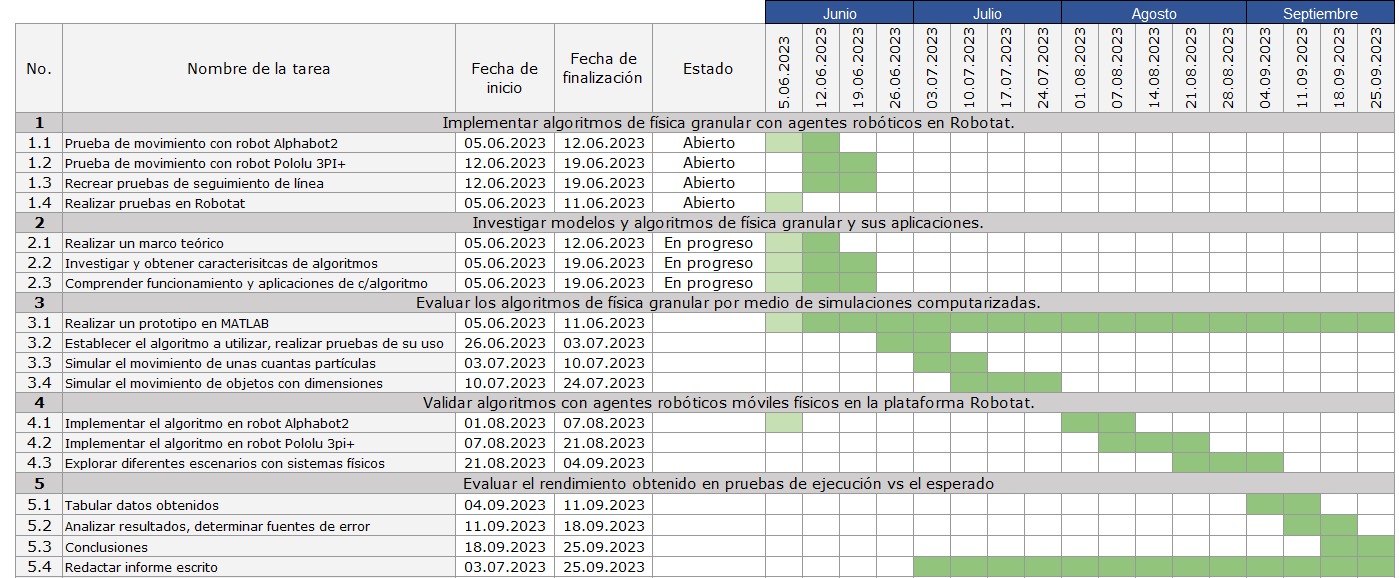 Junio Julio Agosto Septiembre
No. Nombre de la tarea Fecha de inicio Fecha de finalización Estado 5.06.2023 12.06.2023 19.06.2023 26.06.2023 03.07.2023 10.07.2023 17.07.2023 24.07.2023 01.08.2023 07.08.2023 14.08.2023 21.08.2023 28.08.2023 04.09.2023 11.09.2023 18.09.2023 25.09.2023
1 Implementar algoritmos de física granular con agentes robóticos en Robotat.
1.1 Prueba de movimiento con robot Alphabot2 05.06.2023 12.06.2023 Abierto
1.2 Prueba de movimiento con robot Pololu 3PI+ 12.06.2023 19.06.2023 Abierto
1.3 Recrear pruebas de seguimiento de línea 12.06.2023 19.06.2023 Abierto
1.4 Realizar pruebas en Robotat 05.06.2023 11.06.2023 Abierto
2 Investigar modelos y algoritmos de física granular y sus aplicaciones.
2.1 Realizar un marco teórico 05.06.2023 12.06.2023 En progreso
2.2 Investigar y obtener caracterisitcas de algoritmos 05.06.2023 19.06.2023 En progreso
2.3 Comprender funcionamiento y aplicaciones de c/algoritmo 05.06.2023 19.06.2023 En progreso
3 Evaluar los algoritmos de física granular por medio de simulaciones computarizadas.
3.1 Realizar un prototipo en MATLAB 05.06.2023 11.06.2023
3.2 Establecer el algoritmo a utilizar, realizar pruebas de su uso 26.06.2023 03.07.2023
3.3 Simular el movimiento de unas cuantas partículas 03.07.2023 10.07.2023
3.4 Simular el movimiento de objetos con dimensiones 10.07.2023 24.07.2023
4 Validar algoritmos con agentes robóticos móviles físicos en la plataforma Robotat.
4.1 Implementar el algoritmo en robot Alphabot2 01.08.2023 07.08.2023
4.2 Implementar el algoritmo en robot Pololu 3pi+ 07.08.2023 21.08.2023
4.3 Explorar diferentes escenarios con sistemas físicos 21.08.2023 04.09.2023
5 Evaluar el rendimiento obtenido en pruebas de ejecución vs el esperado
5.1 Tabular datos obtenidos 04.09.2023 11.09.2023
5.2 Analizar resultados, determinar fuentes de error 11.09.2023 18.09.2023
5.3 Conclusiones 18.09.2023 25.09.2023
5.4 Redactar informe escrito 03.07.2023 25.09.2023